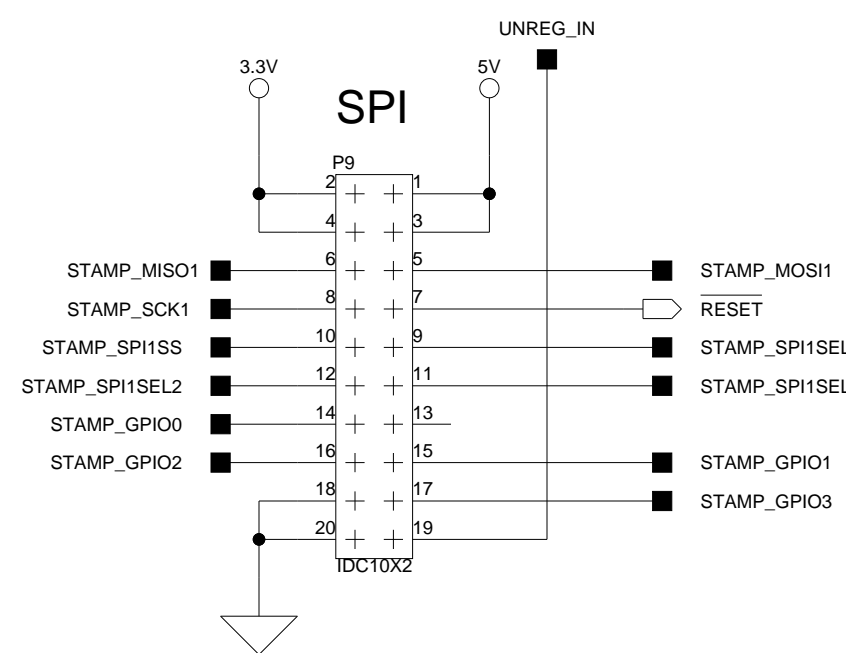 UNREG_IN
3.3V
5V
SPI
P9
2 1
4 3
STAMP_MISO1 6 5 STAMP_MOSI1
STAMP_SCK1 8 7 RESET
STAMP_SPI1SS 10 9 STAMP_SPI1SEL
STAMP_SPI1SEL2 12 11 STAMP_SPI1SEL
STAMP_GPIO0 14 13
STAMP_GPIO2 16 15 STAMP_GPIO1
18 17 STAMP_GPIO3
20 19
IDC10X2